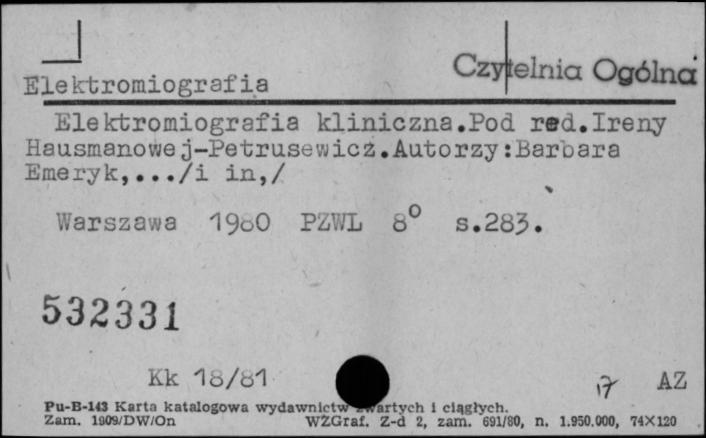 Czytelnia Ogólna
Elektromiografia
Elektromiografia kliniczna.Pod red.Ireny
Hausmanowej-Petrusewicz.Autorzy:Barbara
Emeryk,.../i in,/
Warszawa 1980 PZWL 8° s.283.
532331
Kk 18/81
17 AZ
Pu-B-143 Karta katalogowa wydawnictw zwartych i ciągłych.
Zam. 1909/DW/On WZGraf. Z-d 2, zam. 691/80, n. 1.950.000, 74X120